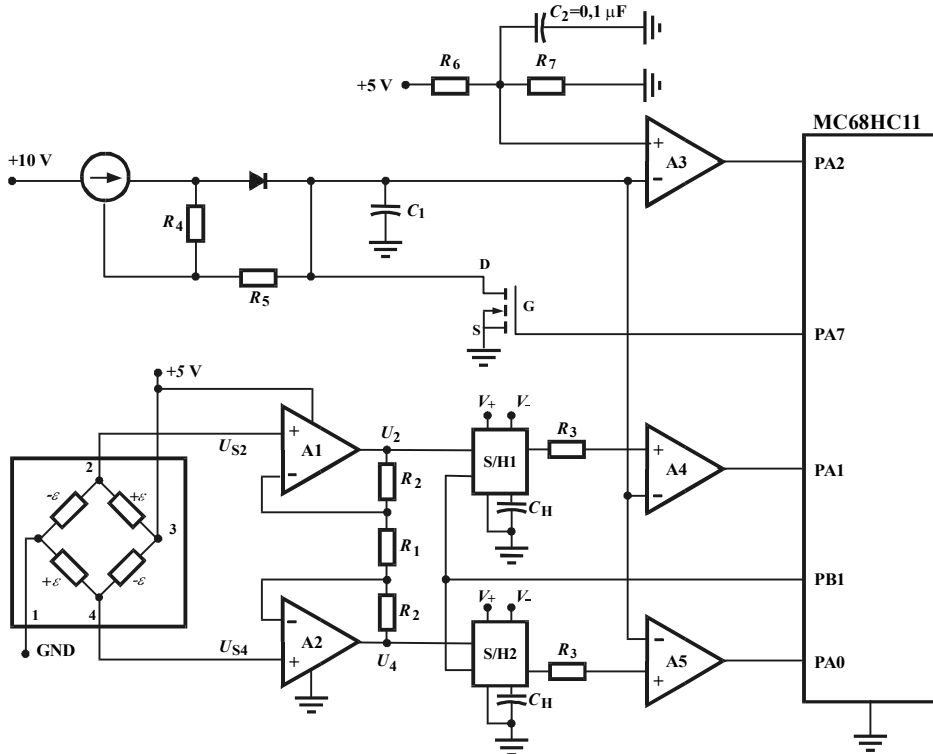 C2=0,1 μF
R6
R7
+5 V
MC68HC11
+10 V
+
A3
-
PA2
R4
C1
R5
D
G
S
PA7
+5 V
V+ V-
US2
+
A1
-
U2
R2
S/H1
R3
+
A4
-
PA1
CH
2
-ε +ε
3
+ε -ε
1 4
R1
PB1
V+ V-
R2
GND
US4
-
A2
+
U4
S/H2
R3
-
A5
+
PA0
CH